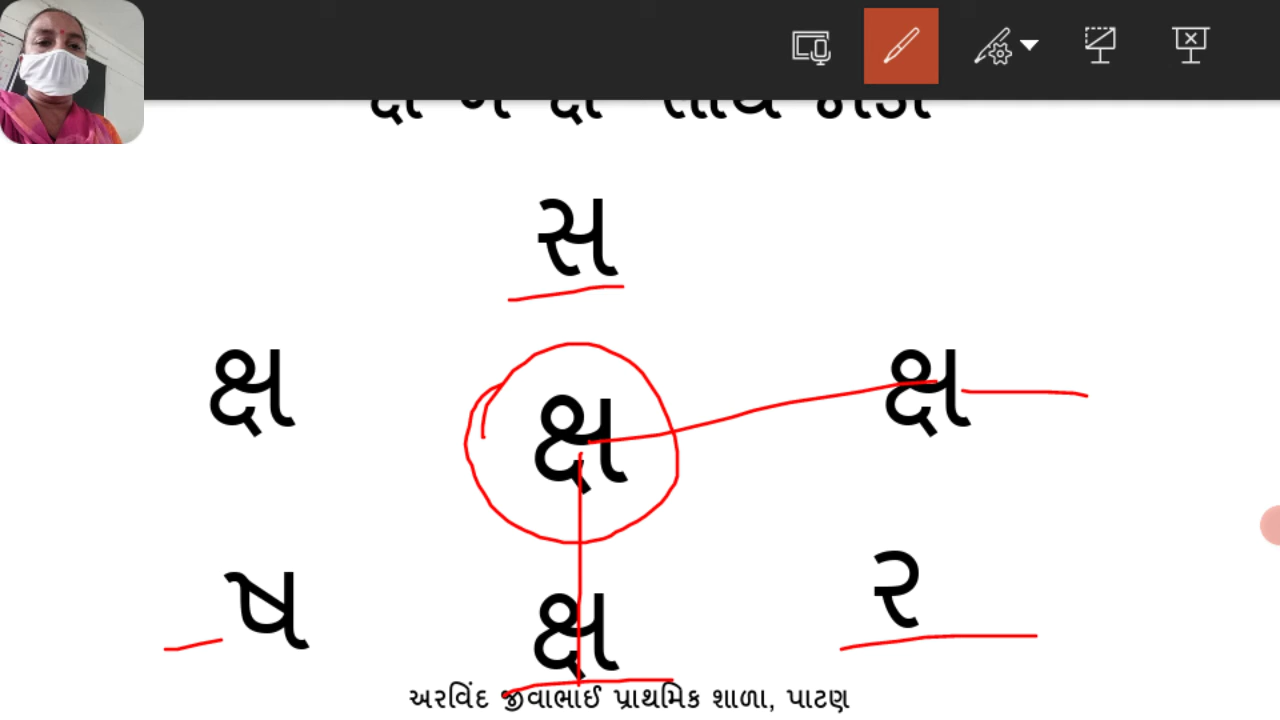 ક્ષ ને ક્ષ સાથે જોડો
સ
ક્ષ ક્ષ ક્ષ
ષ ક્ષ ર
અરવિંદ જીવાભાઈ પ્રાથમિક શાળા, પાટણ